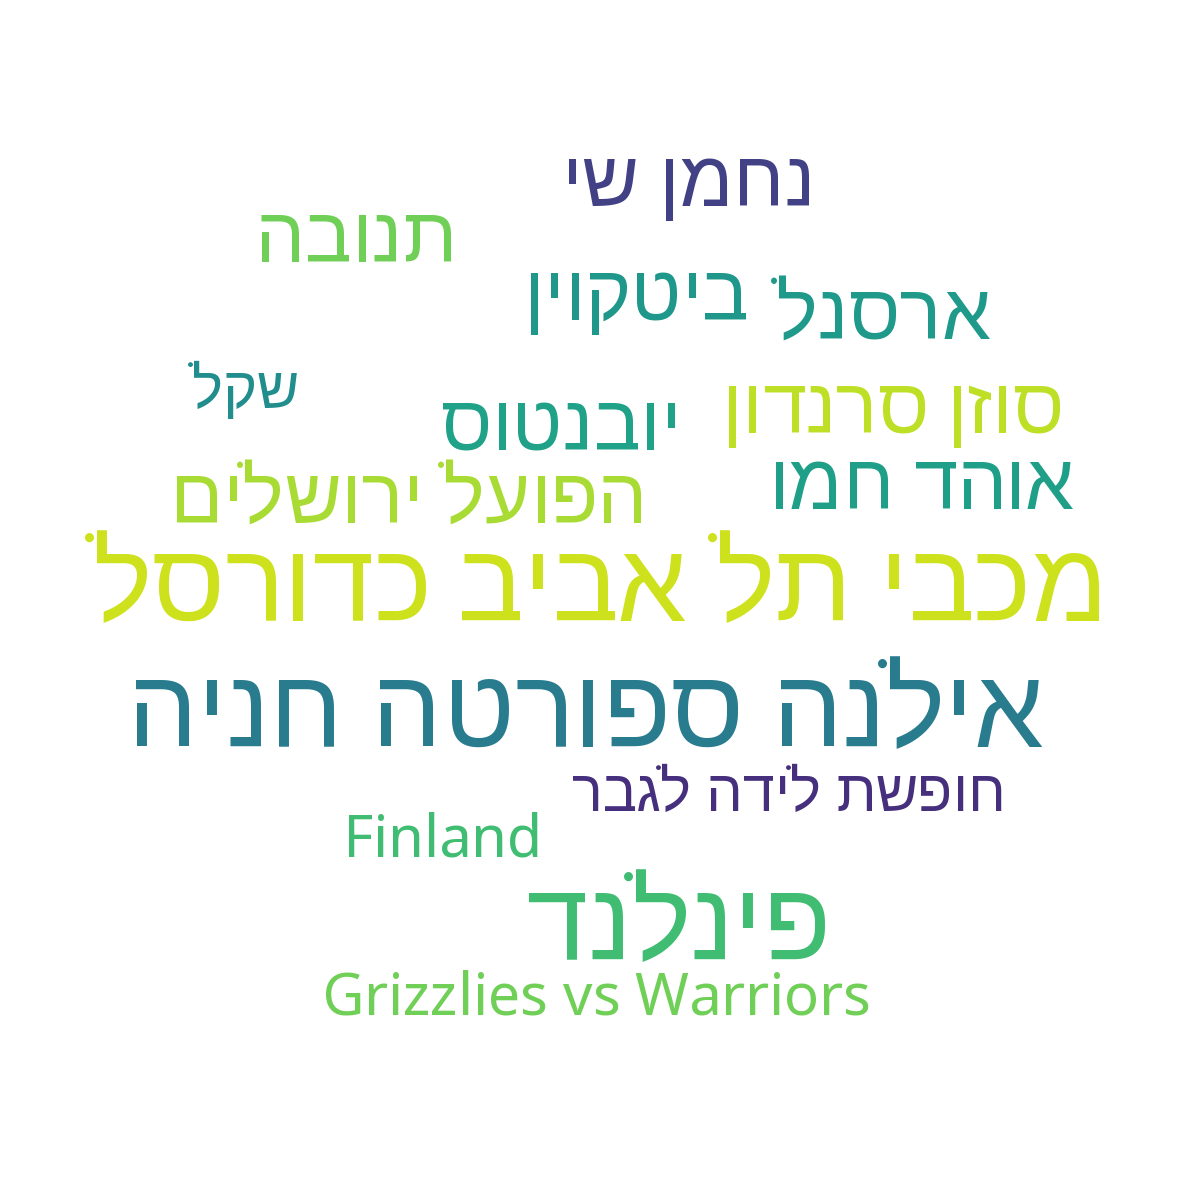 נחמן שי
תנובה
ביטקוין
ארסנל
שקל
סוזן סרנדון
יובנטוס
אוהד חמו
הפועל ירושלים
מכבי תל אביב כדורסל
אילנה ספורטה חניה
חופשת לידה לגבר
Finland
פינלנד
Grizzlies vs Warriors